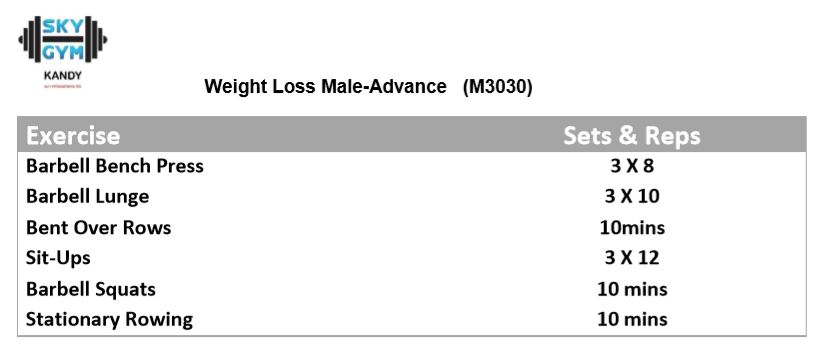 SKY
GYM
KANDY
Weight Loss Male-Advance (M3030)
Exercise Sets & Reps
Barbell Bench Press 3 X 8
Barbell Lunge 3 X 10
Bent Over Rows 10mins
Sit-Ups 3 X 12
Barbell Squats 10 mins
Stationary Rowing 10 mins